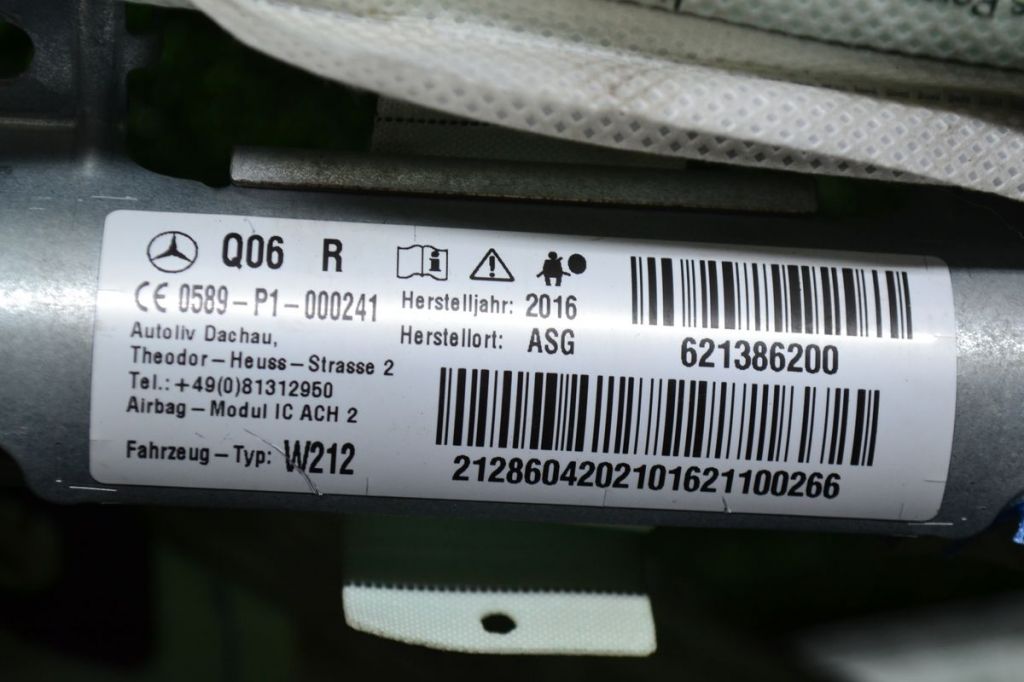 Q06 R
CE 0589-P1-000241
Autoliv Dachau,
Theodor-Heuss-Strasse 2
Tel.: +49(0)81312950
Airbag-Modul IC ACH 2
Fahrzeug-Typ: W212
Herstelljahr: 2016
Herstellort: ASG
621386200
2128604202101621100266